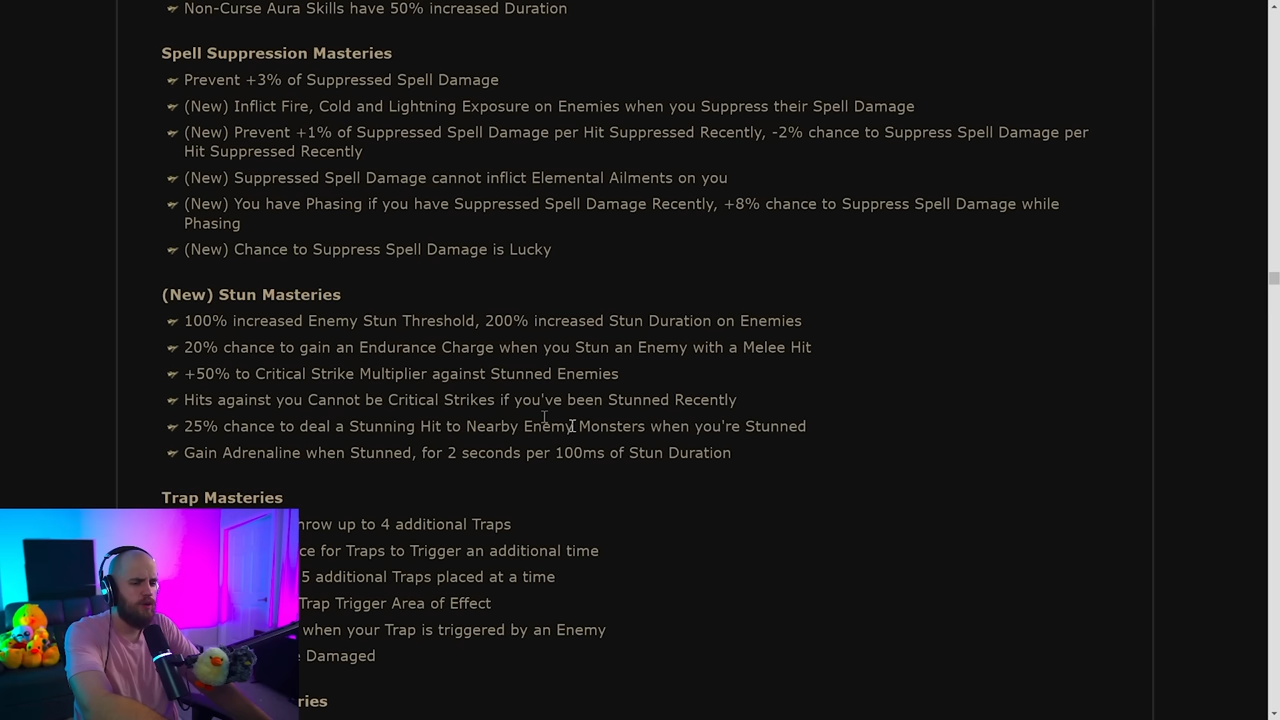 Non-Curse Aura Skills have 50% increased Duration
Spell Suppression Masteries
Prevent +3% of Suppressed Spell Damage
(New) Inflict Fire, Cold and Lightning Exposure on Enemies when you Suppress their Spell Damage
(New) Prevent +1% of Suppressed Spell Damage per Hit Suppressed Recently, -2% chance to Suppress Spell Damage per
Hit Suppressed Recently
(New) Suppressed Spell Damage cannot inflict Elemental Ailments on you
(New) You have Phasing if you have Suppressed Spell Damage Recently, +8% chance to Suppress Spell Damage while
Phasing
(New) Chance to Suppress Spell Damage is Lucky
(New) Stun Masteries
100% increased Enemy Stun Threshold, 200% increased Stun Duration on Enemies
20% chance to gain an Endurance Charge when you Stun an Enemy with a Melee Hit
+50% to Critical Strike Multiplier against Stunned Enemies
Hits against you Cannot be Critical Strikes if you've been Stunned Recently
25% chance to deal a Stunning Hit to Nearby Enemy Monsters when you're Stunned
Gain Adrenaline when Stunned, for 2 seconds per 100ms of Stun Duration
Trap Masteries
hrow up to 4 additional Traps
ce for Traps to Trigger an additional time
5 additional Traps placed at a time
Trap Trigger Area of Effect
when your Trap is triggered by an Enemy
Damaged
ries